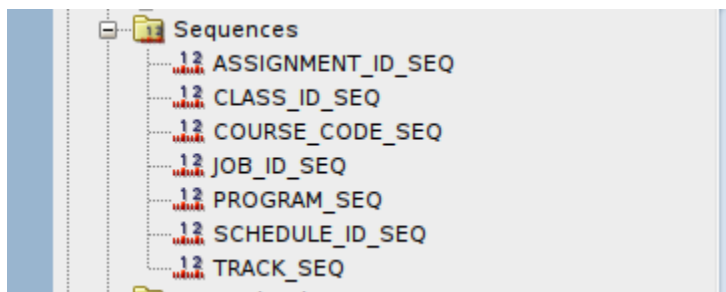 Sequences
ASSIGNMENT_ID_SEQ
CLASS_ID_SEQ
COURSE_CODE_SEQ
JOB_ID_SEQ
PROGRAM_SEQ
SCHEDULE_ID_SEQ
TRACK_SEQ